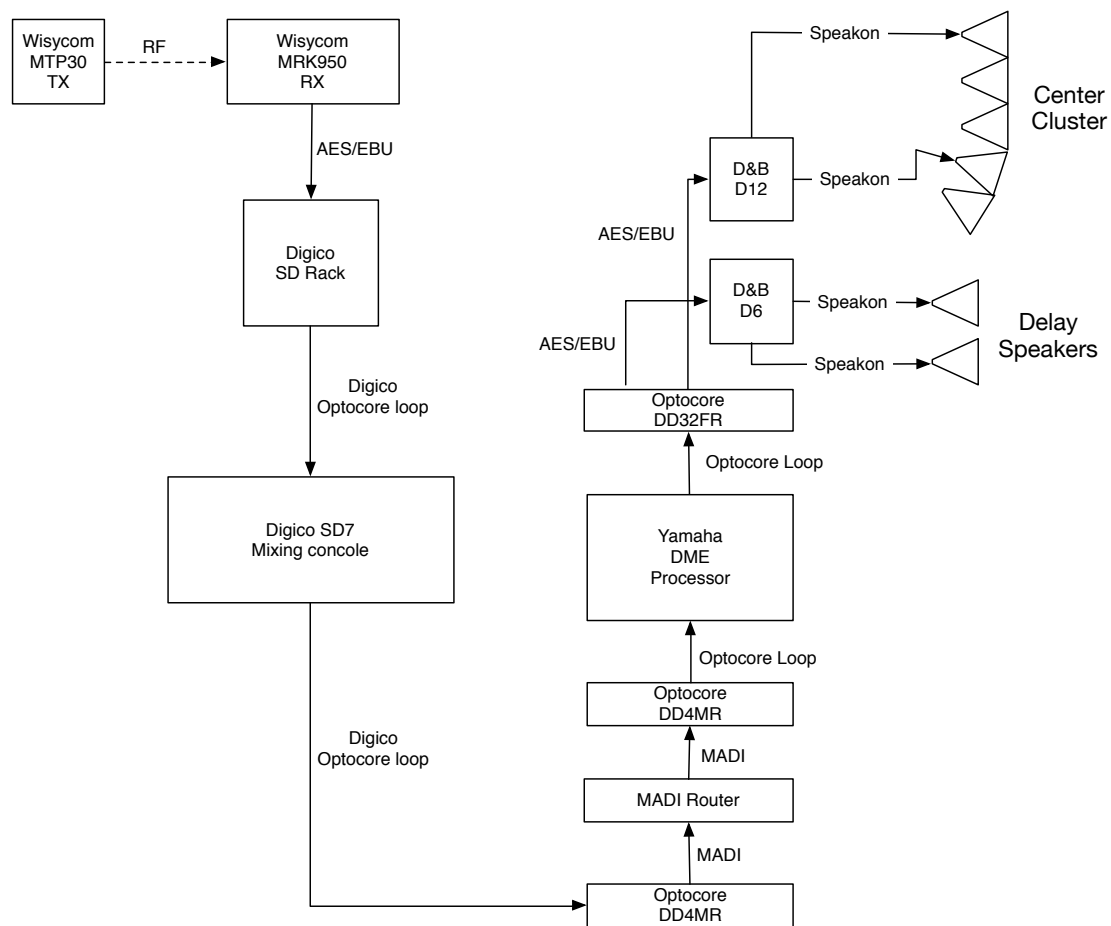 Wisycom
MTP30
TX
RF
Wisycom
MRK950
RX
AES/EBU
Digico
SD Rack
Digico
Optocore loop
Digico SD7
Mixing concole
Digico
Optocore loop
Optocore
DD4MR
MADI
MADI Router
MADI
Optocore
DD4MR
Optocore Loop
Yamaha
DME
Processor
Optocore Loop
Optocore
DD32FR
AES/EBU
AES/EBU
D&B
D6
D&B
D12
Speakon
Speakon
Center
Cluster
Speakon
Speakon
Delay
Speakers